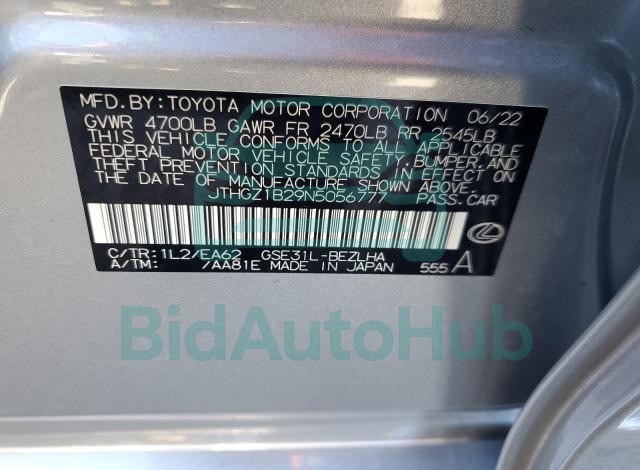 MFD.BY:TOYOTA MOTOR CORPORATION 06/22
GVWR 4700LB GAWR FR 2470LB RR 2545LB
THIS VEHICLE CONFORMS TO ALL APPLICABLE
FEDERAL MOTOR VEHICLE SAFETY,BUMPER,AND
THEFT PREVENTION STANDARDS IN EFFECT ON
THE DATE OF MANUFACTURE SHOWN ABOVE.
JTHGZ1B29N5056777 PASS.CAR
C/TR:1L2/EA62 GSE31L-BEZLHA
A/TM: /AA81E MADE IN JAPAN 555 A
BidAutoHub